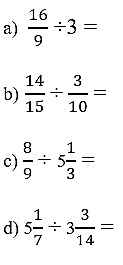 a) 16/9 ÷3 =
b) 14/15 ÷ 3/10 =
c) 8/9 ÷ 5 1/3 =
d) 5 1/7 ÷ 3 3/14 =